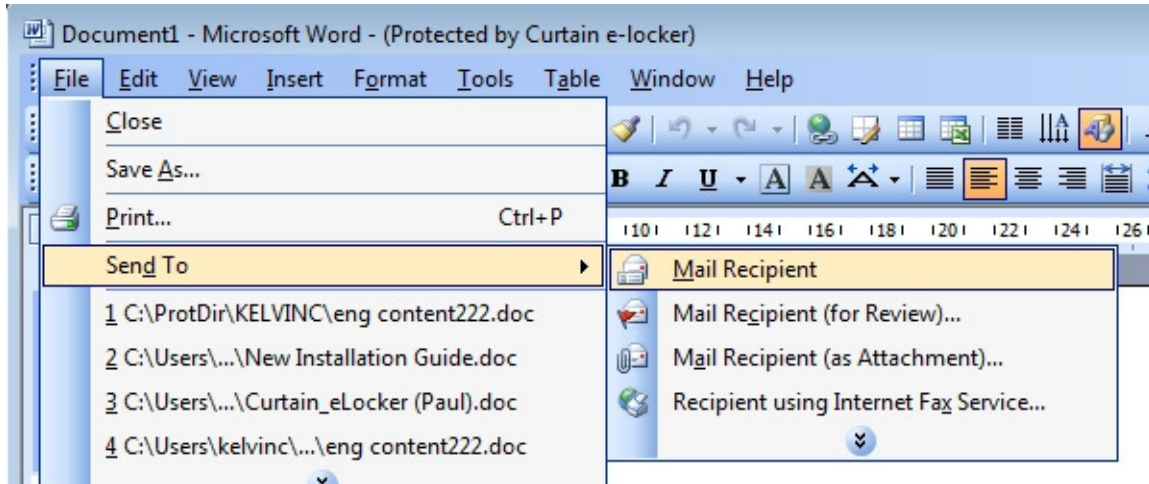 Document1 - Microsoft Word - (Protected by Curtain e-locker)
File Edit View Insert Format Tools Table Window Help
Close
Save As...
Print... Ctrl+P
Send To
1 C:\ProtDir\KELVINC\eng content222.doc
2 C:\Users\...\New Installation Guide.doc
3 C:\Users\...\Curtain_eLocker (Paul).doc
4 C:\Users\kelvinc\...\eng content222.doc
B I U A A
110 112 114 116 118 120 122 124 126
Mail Recipient
Mail Recipient (for Review)...
Mail Recipient (as Attachment)...
Recipient using Internet Fax Service...